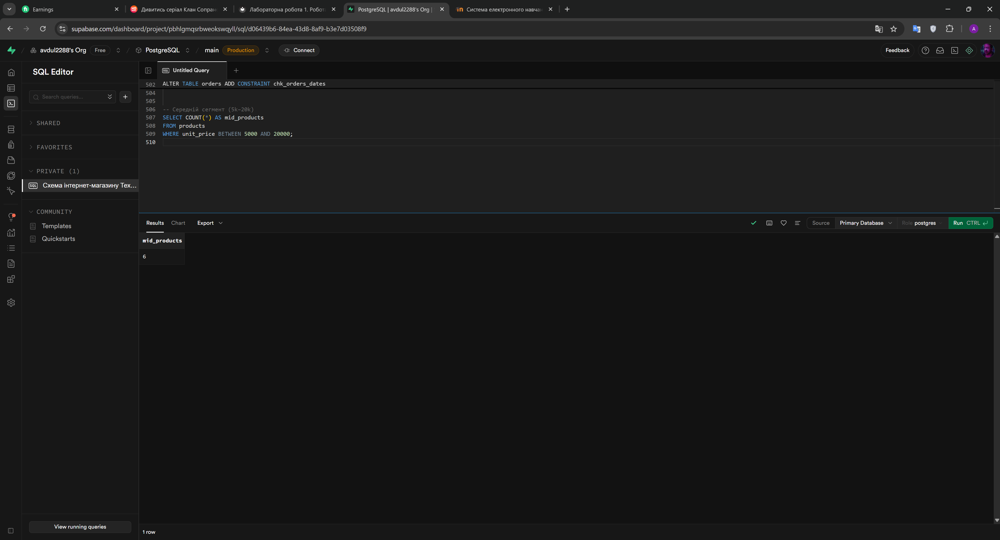 Earnings
Дивитись серіал Клан Сопран
Лабораторна робота 1. Робот
PostgreSQL | avdul2288's Org |
Система електронного навчан
supabase.com/dashboard/project/pbhlgmqsrbweokswqyll/sql/d06439b6-84ea-43d8-8af9-b3e7d03508f9
A
avdul2288's Org Free / PostgreSQL / main Production Connect
Feedback
SQL Editor
Search queries...
SHARED
FAVORITES
PRIVATE (1)
SQL Схема інтернет-магазину Тех...
COMMUNITY
Templates
Quickstarts
View running queries
SQL Untitled Query
502 ALTER TABLE orders ADD CONSTRAINT chk_orders_dates
504
505
506 -- Середній сегмент (5k–20k)
507 SELECT COUNT(*) AS mid_products
508 FROM products
509 WHERE unit_price BETWEEN 5000 AND 20000;
510
Results Chart Export
Source Primary Database Role postgres Run CTRL
mid_products
6
1 row